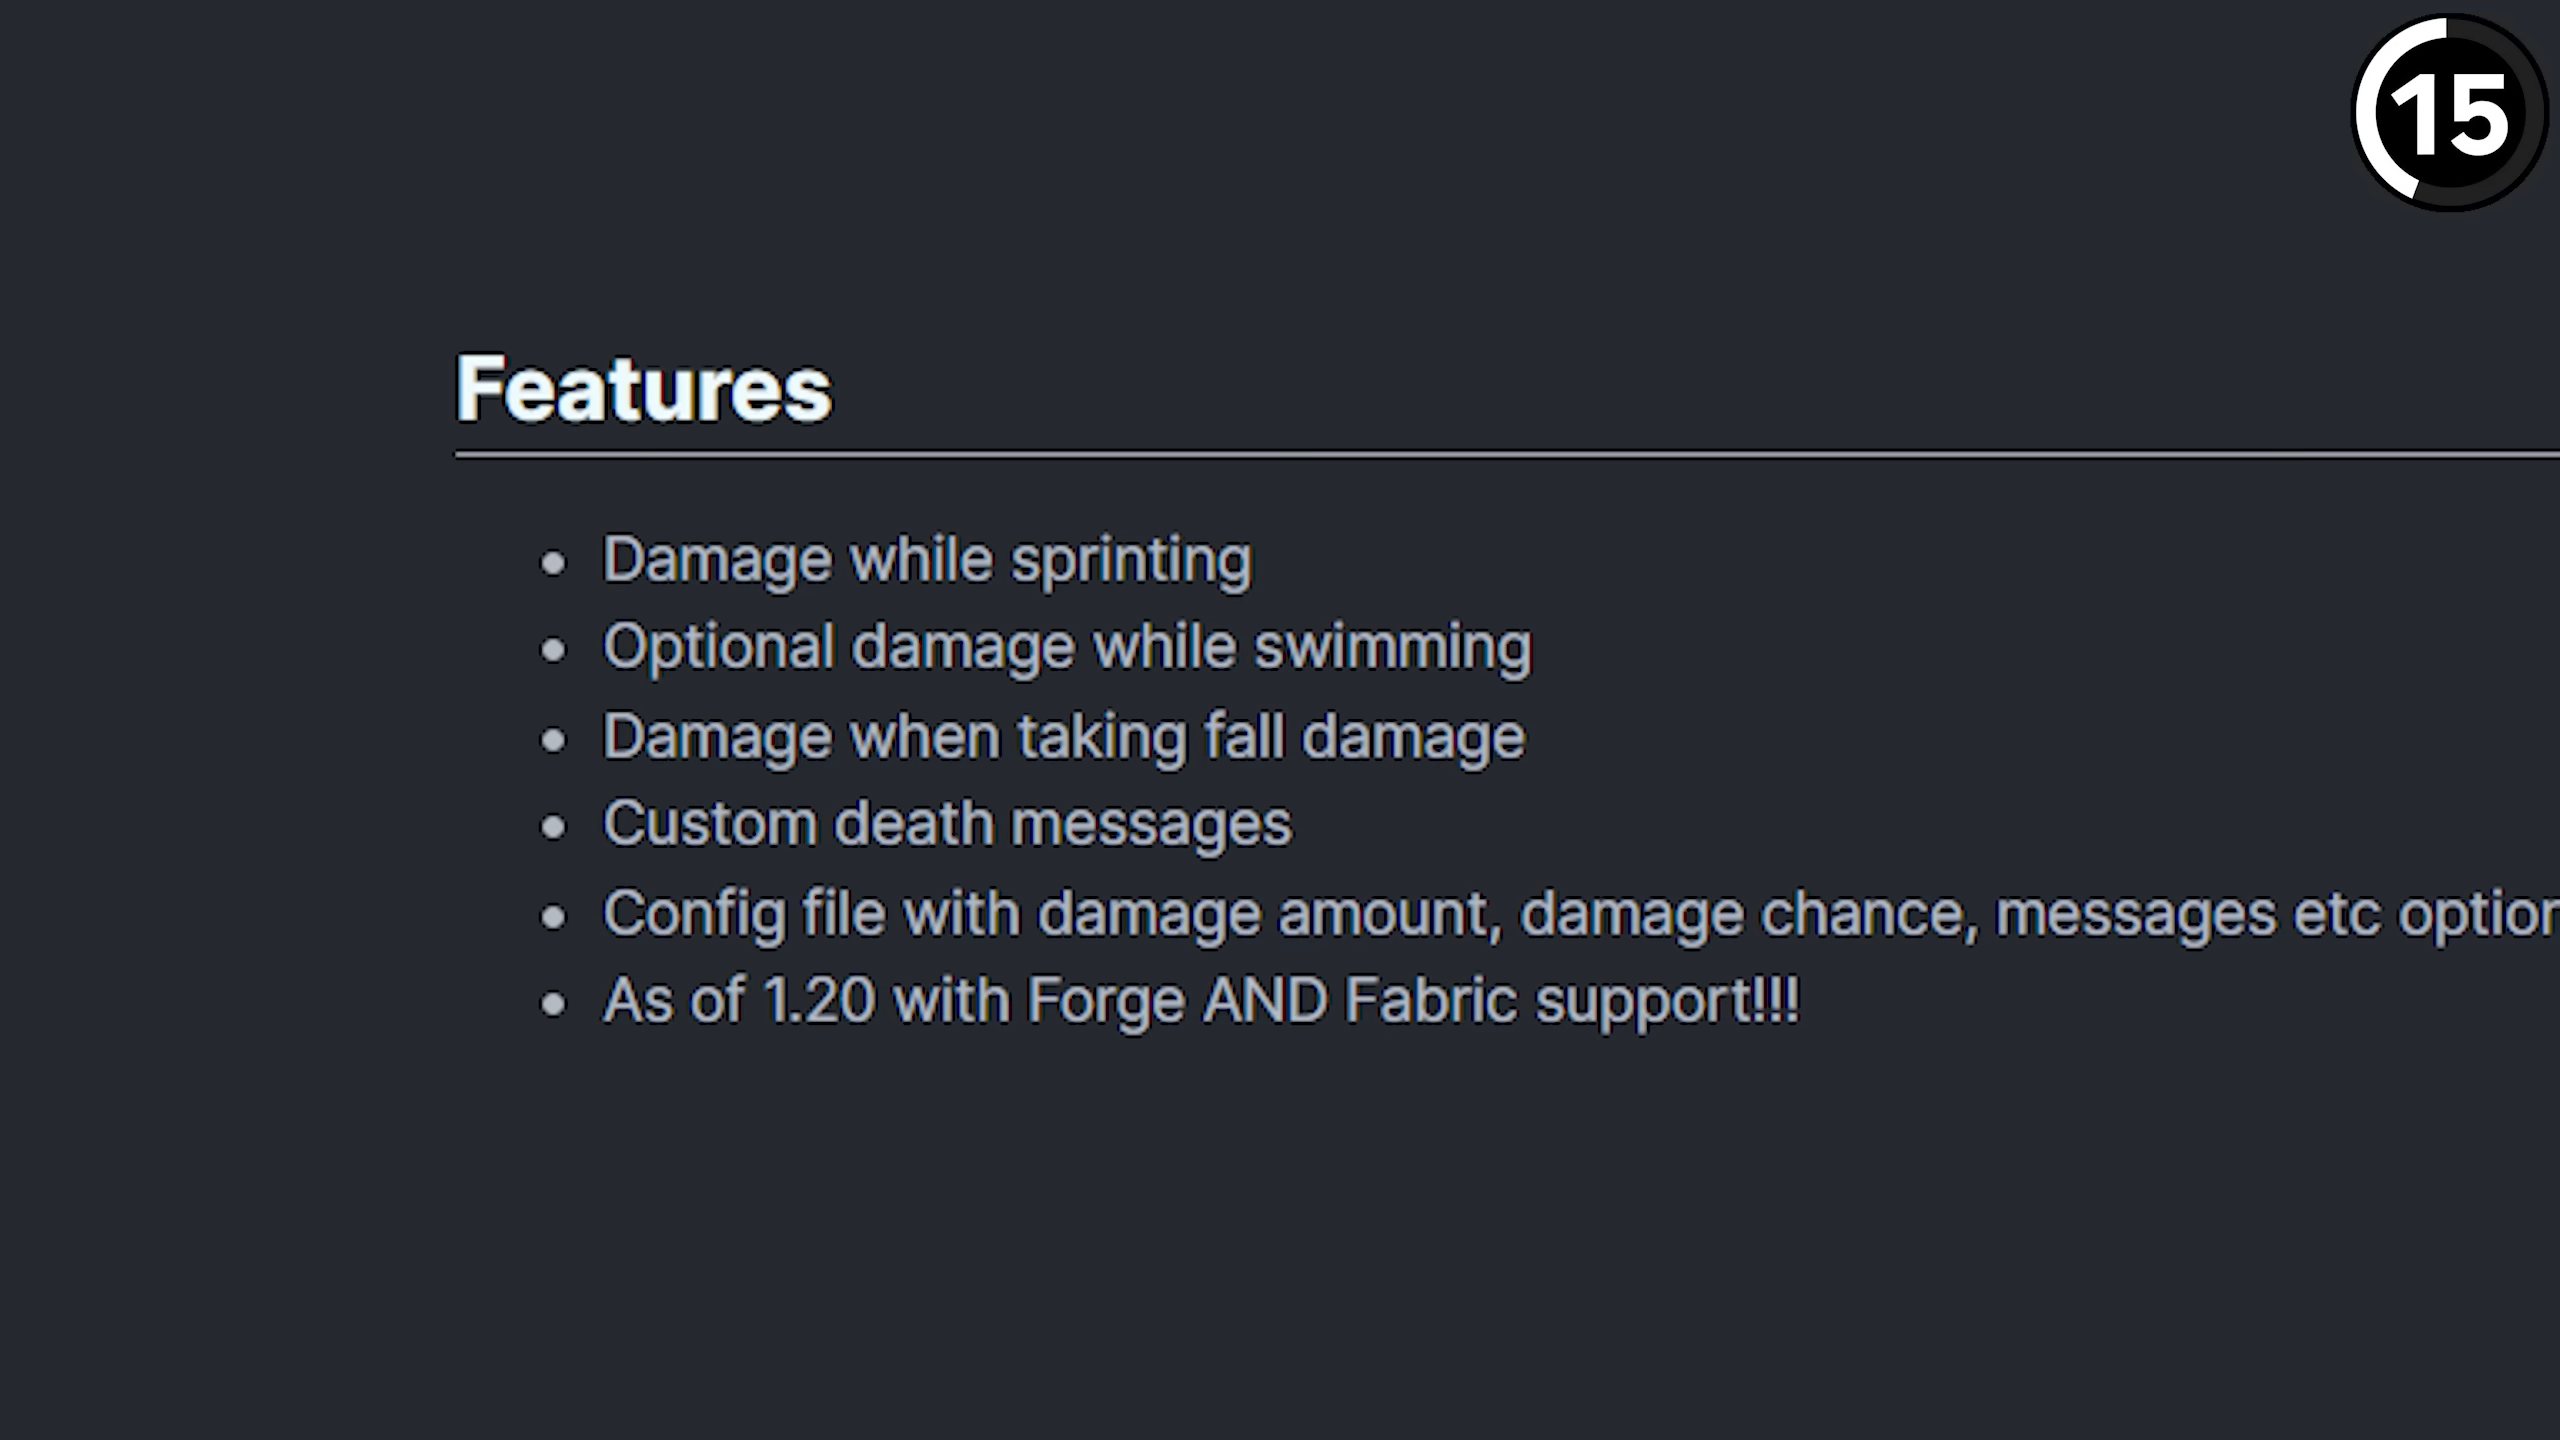 15
Features
Damage while sprinting
Optional damage while swimming
Damage when taking fall damage
Custom death messages
Config file with damage amount, damage chance, messages etc
As of 1.20 with Forge AND Fabric support!!!